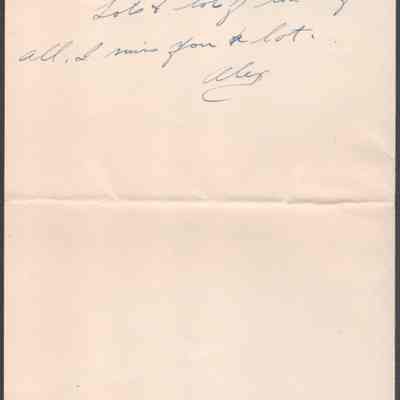 Lots & lots of
all. I miss you a lot.
Alex